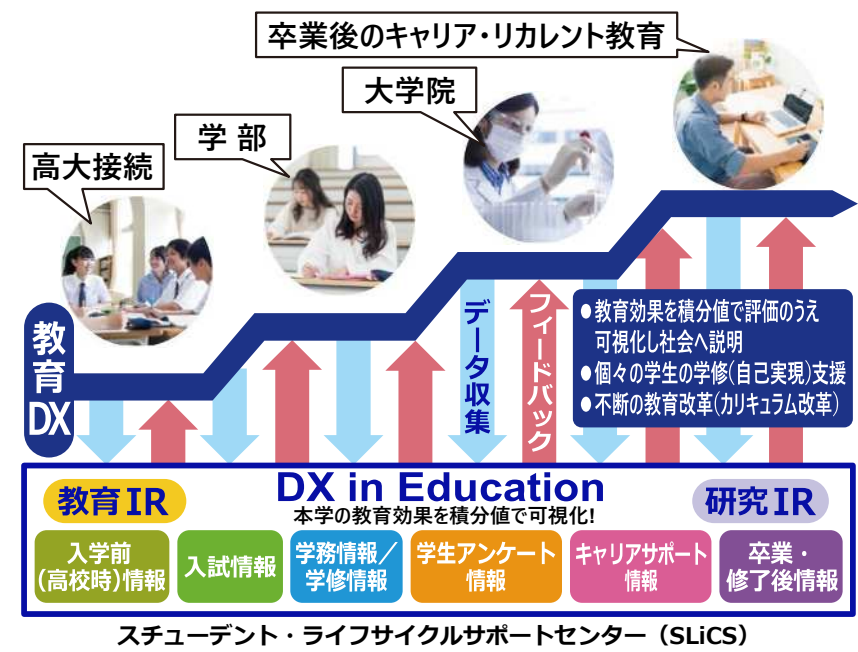 卒業後のキャリア・リカレント教育
大学院
学 部
高大接続
教育DX
データ収集
フィードバック
●教育効果を積分値で評価のうえ
可視化し社会へ説明
●個々の学生の学修(自己実現)支援
●不断の教育改革(カリキュラム改革)
DX in Education
教育IR
研究IR
本学の教育効果を積分値で可視化!
入学前
(高校時)情報
入試情報
学務情報／
学修情報
学生アンケート
情報
キャリアサポート
情報
卒業・
修了後情報
スチューデント・ライフサイクルサポートセンター（SLiCS）